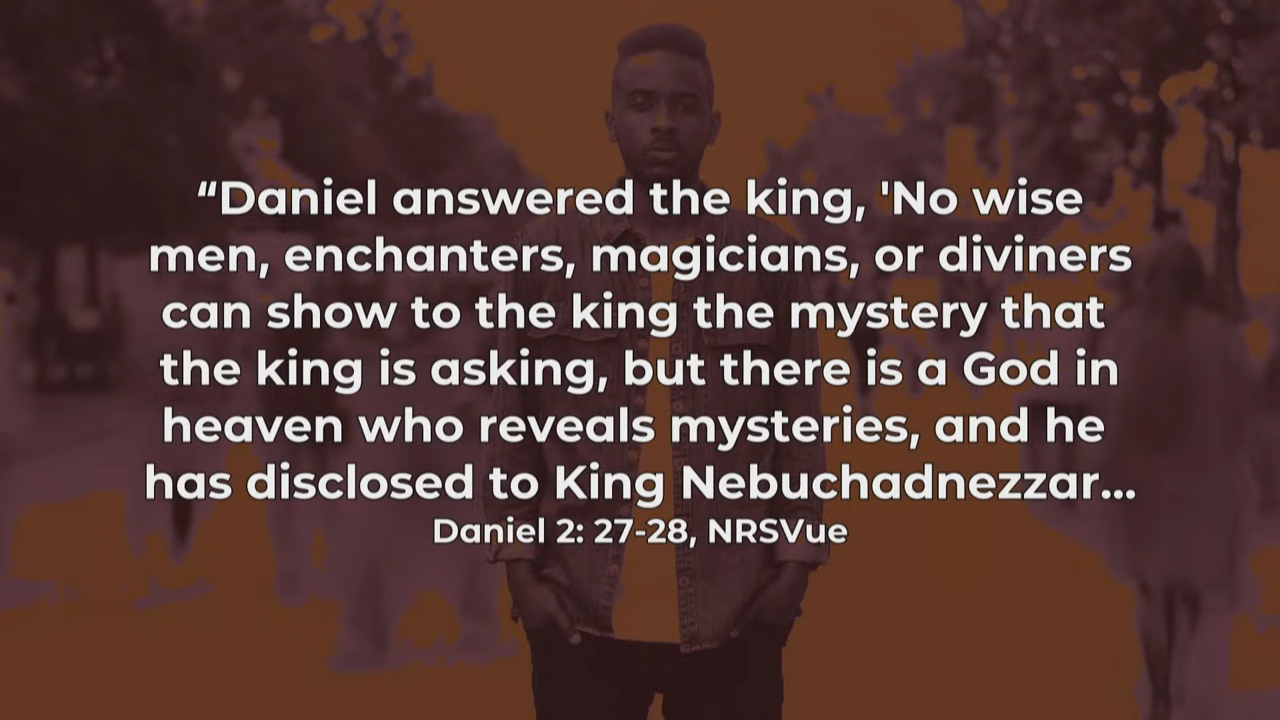 “Daniel answered the king, 'No wise
men, enchanters, magicians, or diviners
can show to the king the mystery that
the king is asking, but there is a God in
heaven who reveals mysteries, and he
has disclosed to King Nebuchadnezzar...
Daniel 2: 27-28, NRSVue